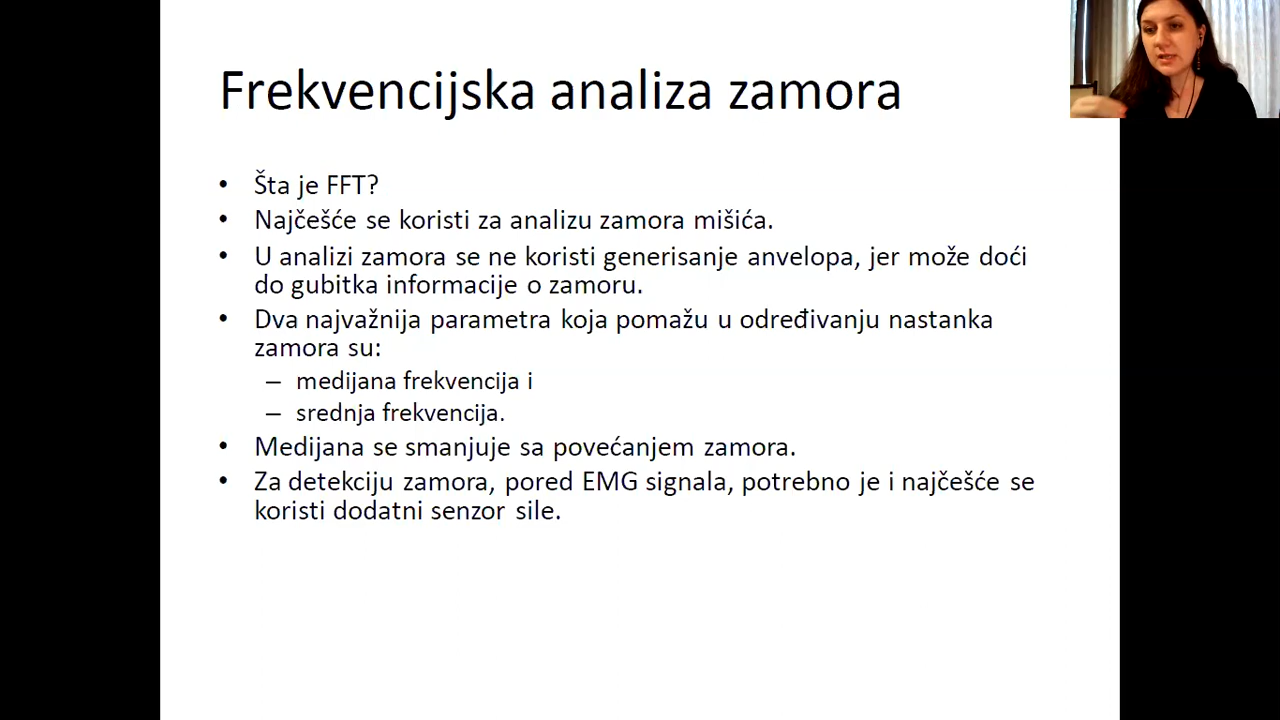 Frekvencijska analiza zamora
• Šta je FFT?
• Najčešće se koristi za analizu zamora mišića.
• U analizi zamora se ne koristi generisanje anvelopa, jer može doći
do gubitka informacije o zamoru.
• Dva najvažnija parametra koja pomažu u određivanju nastanka
zamora su:
– medijana frekvencija i
– srednja frekvencija.
• Medijana se smanjuje sa povećanjem zamora.
• Za detekciju zamora, pored EMG signala, potrebno je i najčešće se
koristi dodatni senzor sile.